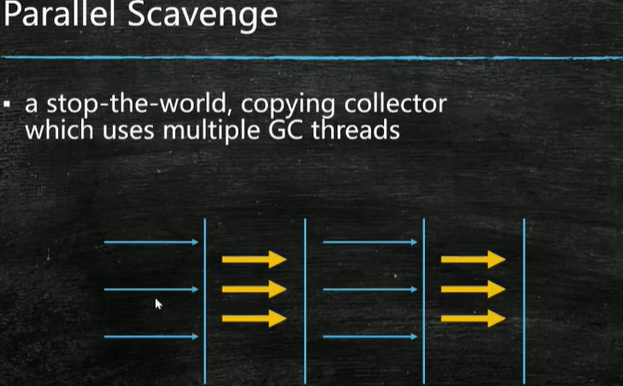 Parallel Scavenge
▪ a stop-the-world, copying collector
which uses multiple GC threads